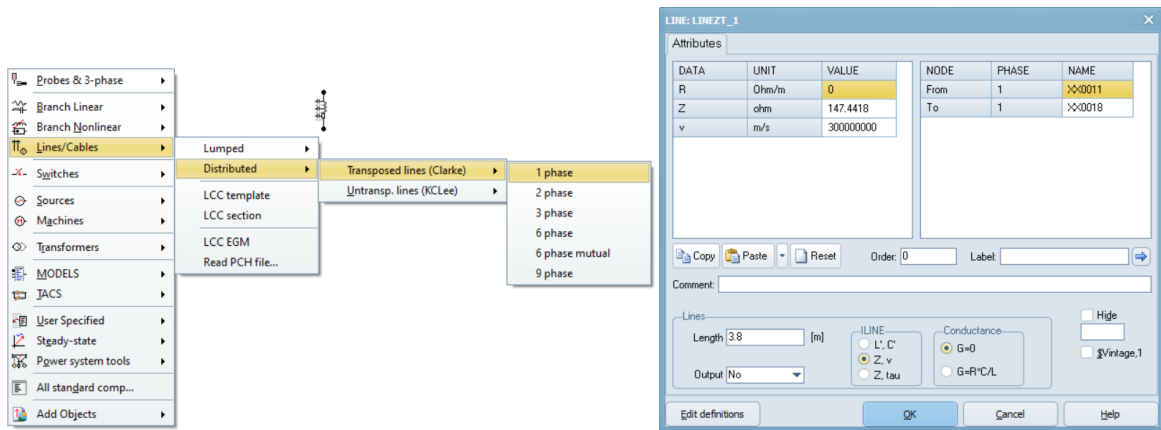 Probes & 3-phase
Branch Linear
Branch Nonlinear
Lines/Cables
Switches
Sources
Machines
Transformers
MODELS
TACS
User Specified
Steady-state
Power system tools
All standard comp...
Add Objects
Lumped
Distributed
LCC template
LCC section
LCC EGM
Read PCH file...
Transposed lines (Clarke)
Untransp. lines (KCLee)
1 phase
2 phase
3 phase
6 phase
6 phase mutual
9 phase
LINE: LINEZT_1
Attributes
DATA UNIT VALUE
R Ohm/m 0
Z ohm 147.4418
v m/s 300000000
NODE PHASE NAME
From 1 XX0011
To 1 XX0018
Copy Paste Reset Order: 0 Label:
Comment:
Lines
Length 3.8 [m]
Output No
ILINE
L', C'
Z, v
Z, tau
Conductance
G=0
G=R*C/L
Hide
$Vintage,1
Edit definitions OK Cancel Help